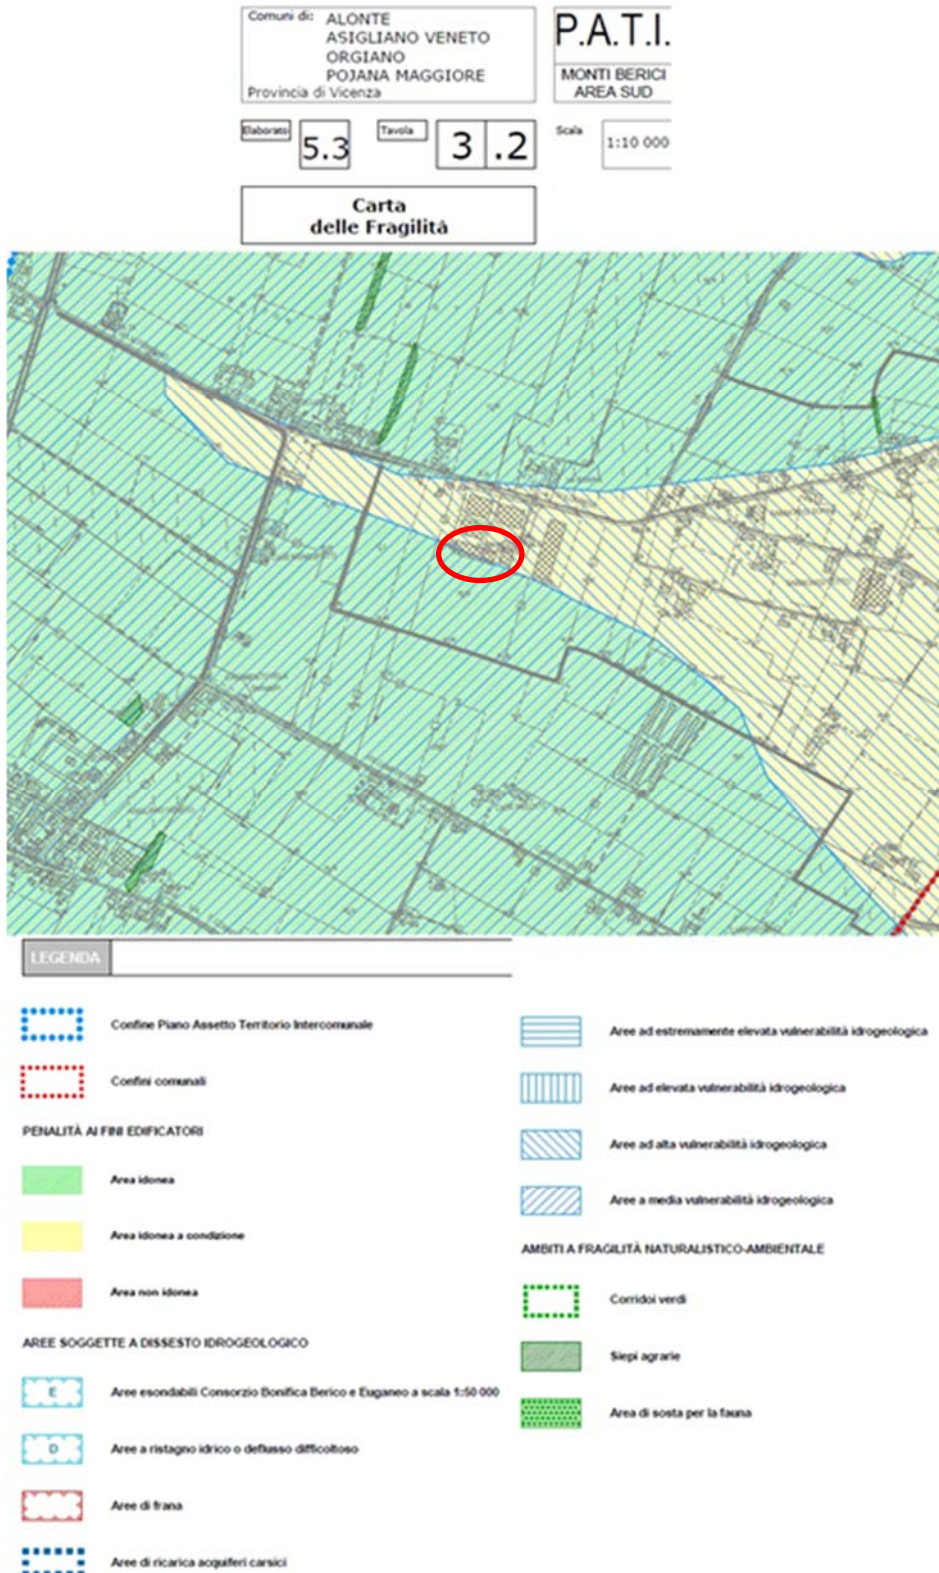 Comuni di: ALONTE
ASIGLIANO VENETO
ORGIANO
POJANA MAGGIORE
Provincia di Vicenza
P.A.T.I.
MONTI BERICI
AREA SUD
Elaborato
5.3
Tavola
3 .2
Scala
1:10 000
Carta
delle Fragilità
LEGENDA
Confine Piano Assetto Territorio Intercomunale
Confini comunali
PENALITÀ AI FINI EDIFICATORI
Area idonea
Area idonea a condizione
Area non idonea
AREE SOGGETTE A DISSESTO IDROGEOLOGICO
E
Aree esondabili Consorzio Bonifica Berico e Euganeo a scala 1:50 000
D
Aree a ristagno idrico o deflusso difficoltoso
Aree di frana
Aree di ricarica acquiferi carsici
Aree ad estremamente elevata vulnerabilità idrogeologica
Aree ad elevata vulnerabilità idrogeologica
Aree ad alta vulnerabilità idrogeologica
Aree a media vulnerabilità idrogeologica
AMBITI A FRAGILITÀ NATURALISTICO-AMBIENTALE
Corridoi verdi
Siepi agrarie
Area di sosta per la fauna